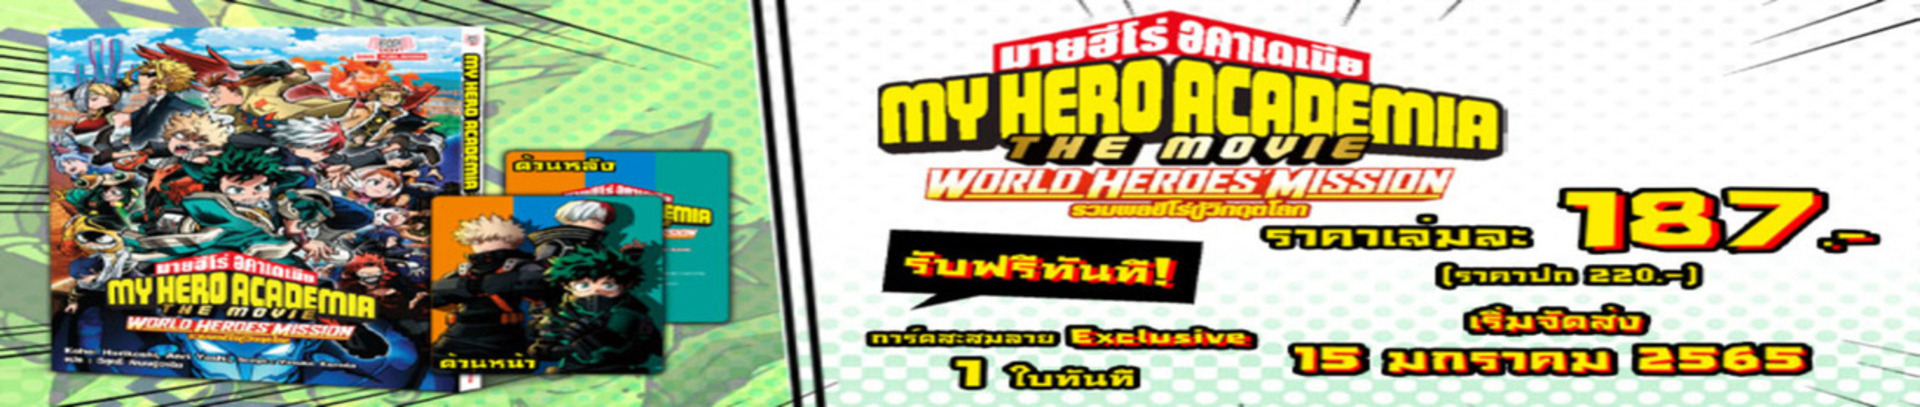 MY HERO ACADEMIA
มายฮีโร่ อคาเดเมีย
MY HERO ACADEMIA
THE MOVIE
WORLD HEROES' MISSION
ด้านหลัง
ด้านหน้า
มายฮีโร่ อคาเดเมีย
MY HERO ACADEMIA
THE MOVIE
WORLD HEROES' MISSION
รวมพลฮีโร่กู้วิกฤตโลก
รับฟรีทันที!
การ์ดสะสมลาย Exclusive
1 ใบทันที
ราคาเล่มละ 187.-
(ราคาปก 220.-)
เริ่มจัดส่ง
15 มกราคม 2565